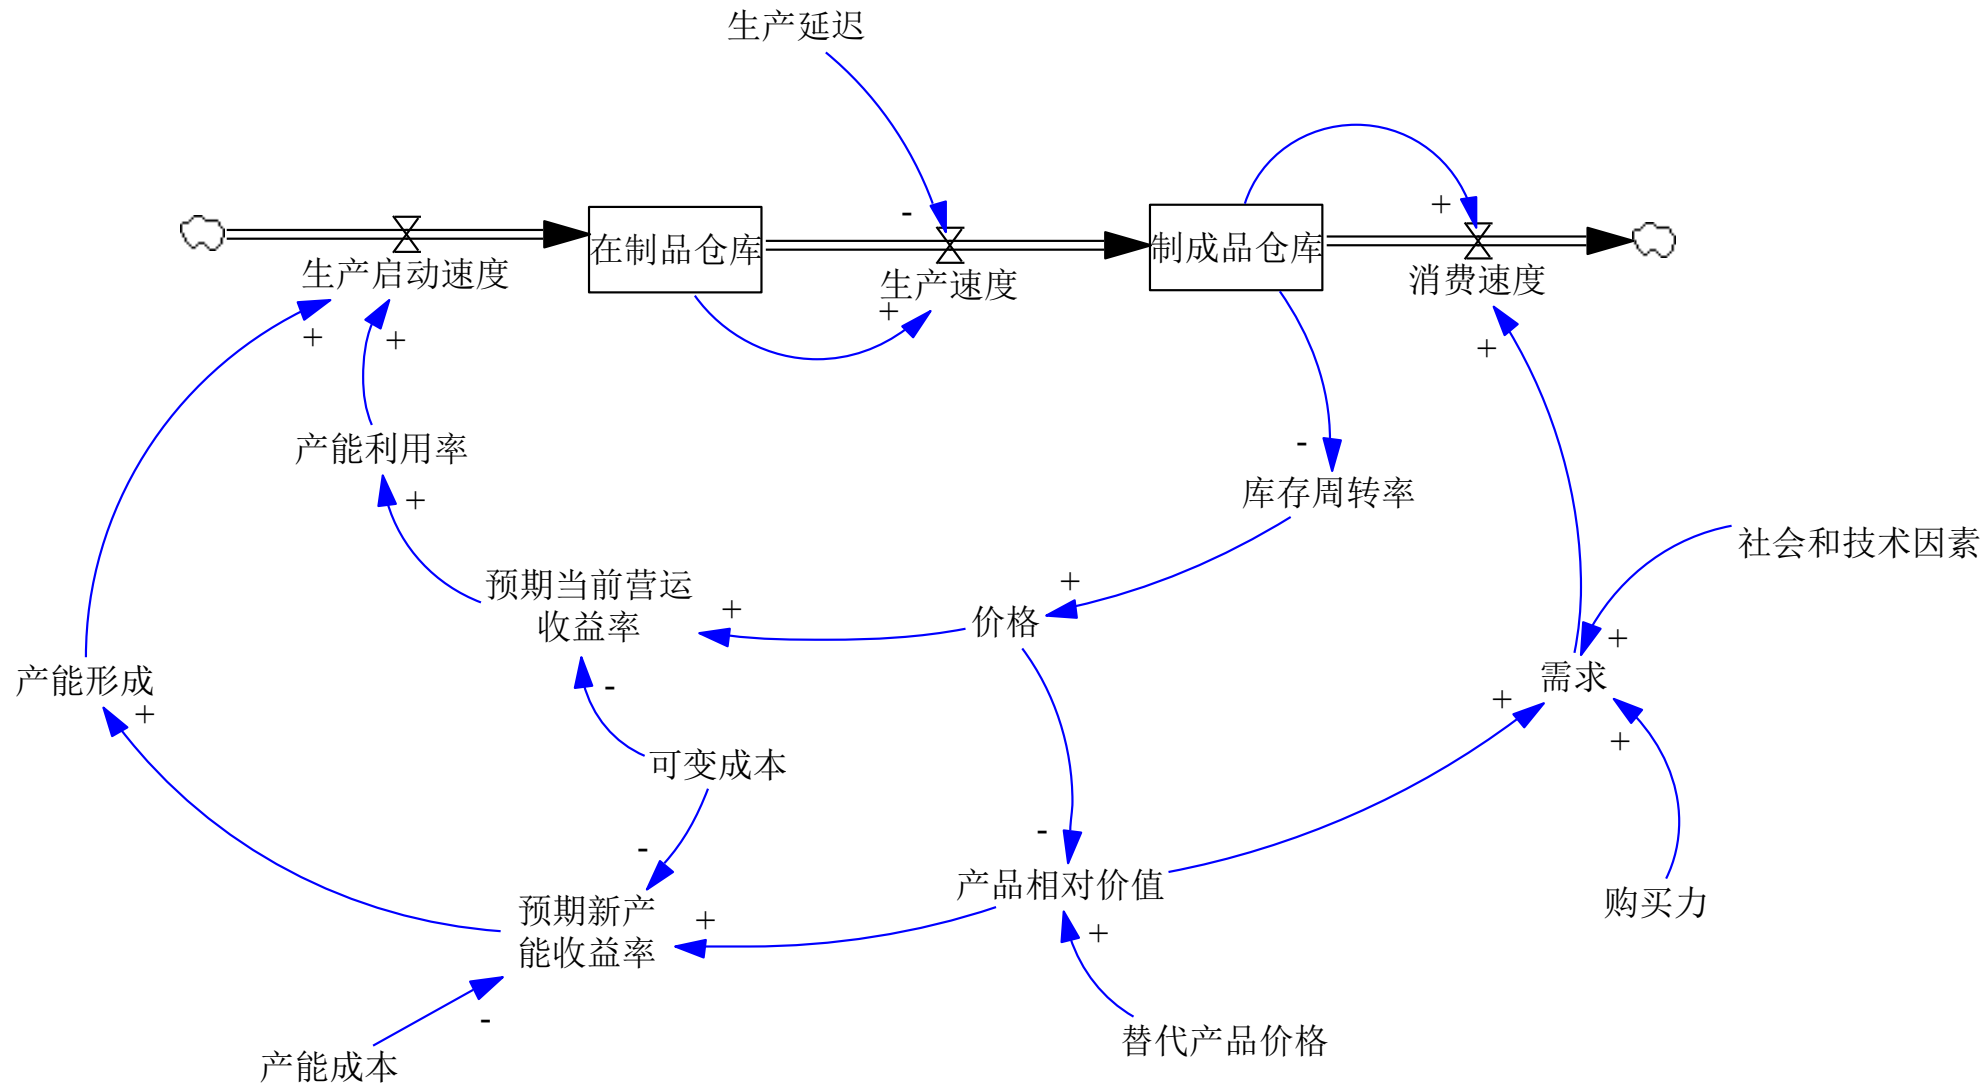 生产延迟
-
+
在制品仓库
制成品仓库
生产启动速度
生产速度
消费速度
+
+
+
+
产能利用率
-
库存周转率
+
社会和技术因素
预期当前营运
收益率
+
+
价格
+
需求
产能形成
+
-
+
+
可变成本
-
-
产品相对价值
购买力
预期新产
能收益率
+
+
-
替代产品价格
产能成本